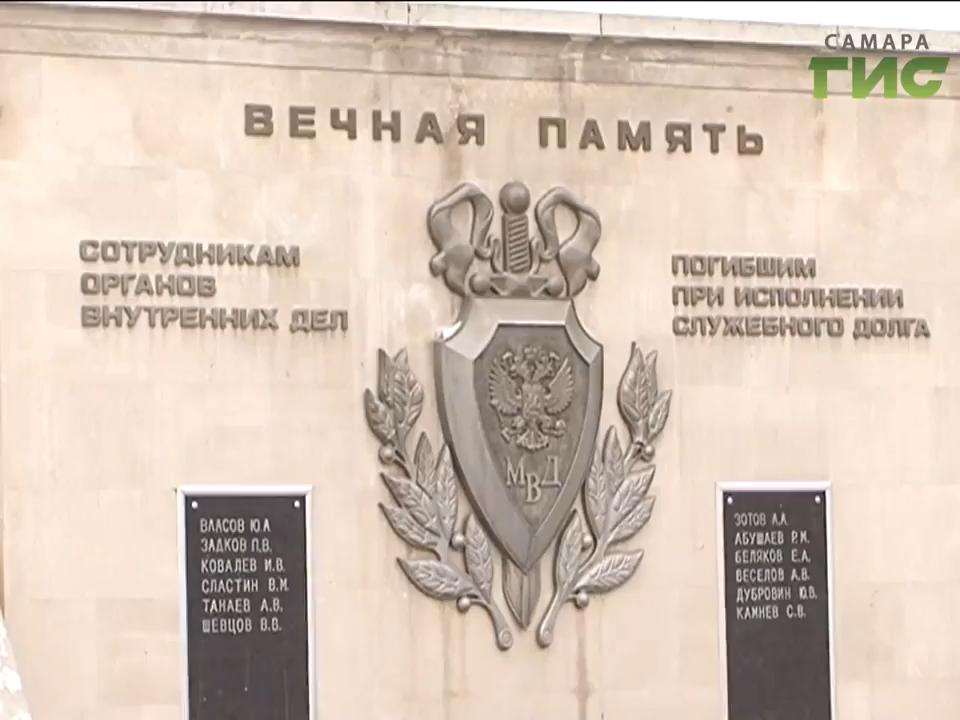 САМАРА
ГИС
ВЕЧНАЯ ПАМЯТЬ
СОТРУДНИКАМ
ОРГАНОВ
ВНУТРЕННИХ ДЕЛ
ПОГИБШИМ
ПРИ ИСПОЛНЕНИИ
СЛУЖЕБНОГО ДОЛГА
МВД
ВЛАСОВ Ю.А
ЗАДКОВ П.В.
КОВАЛЕВ И.В.
СЛАСТИН В.М.
ТАНАЕВ А.В.
ШЕВЦОВ В.В.
ЗОТОВ А.А.
АБУШАЕВ Р.М.
БЕЛЯКОВ Е.А.
ВЕСЕЛОВ А.В.
ДУБРОВИН Ю.В.
КАМНЕВ С.В.